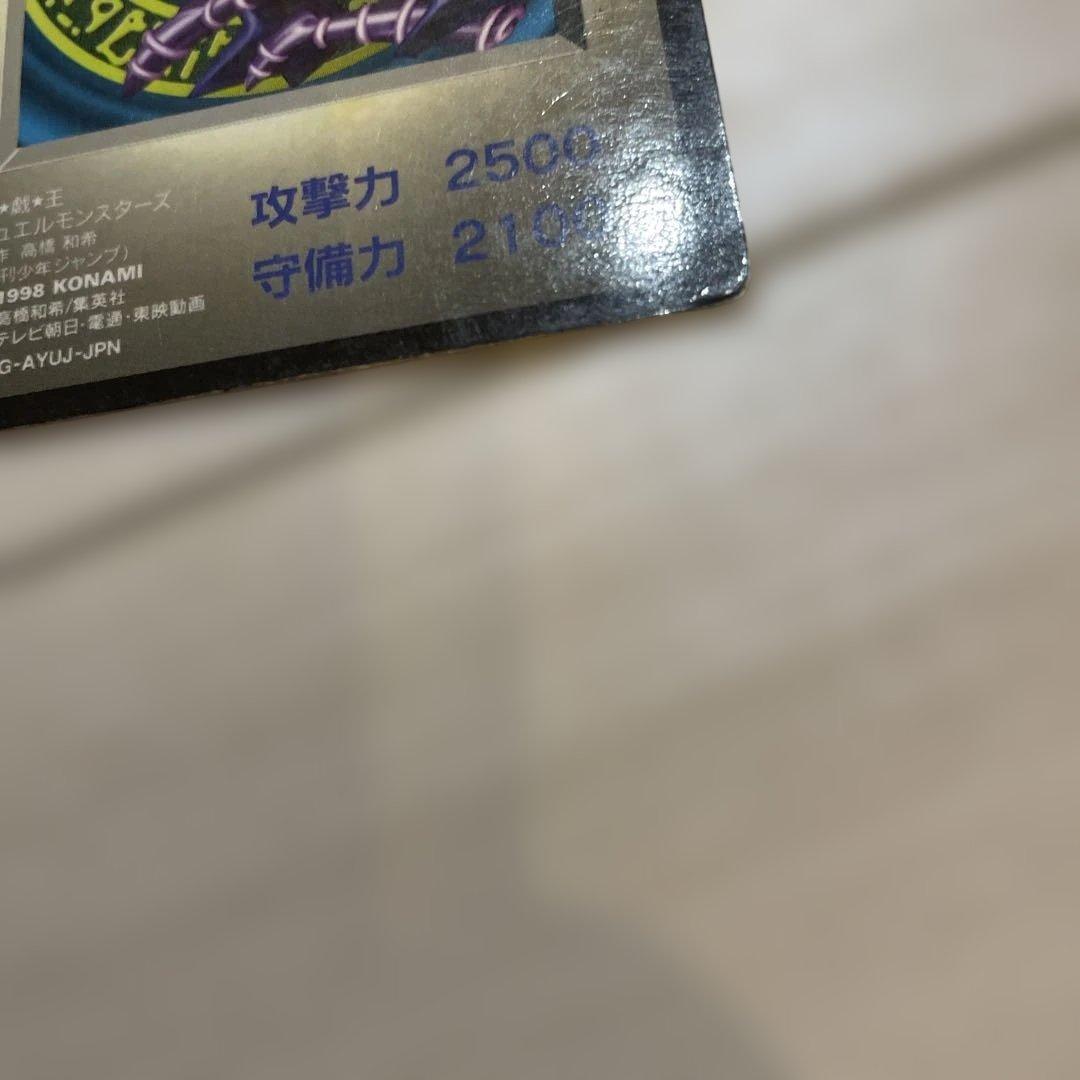 ★戯★王
ュエルモンスターズ
作 高橋 和希
刊少年ジャンプ)
1998 KONAMI
高橋和希/集英社
テレビ朝日・電通・東映動画
G-AYUJ-JPN
攻撃力 2500
守備力 2100